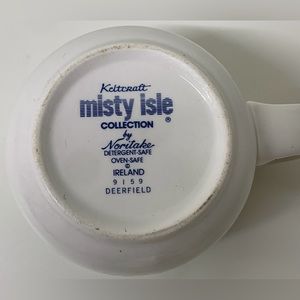 Keltcraft
misty isle ®
COLLECTION
by
Noritake
DETERGENT-SAFE
OVEN-SAFE
©
IRELAND
9159
DEERFIELD